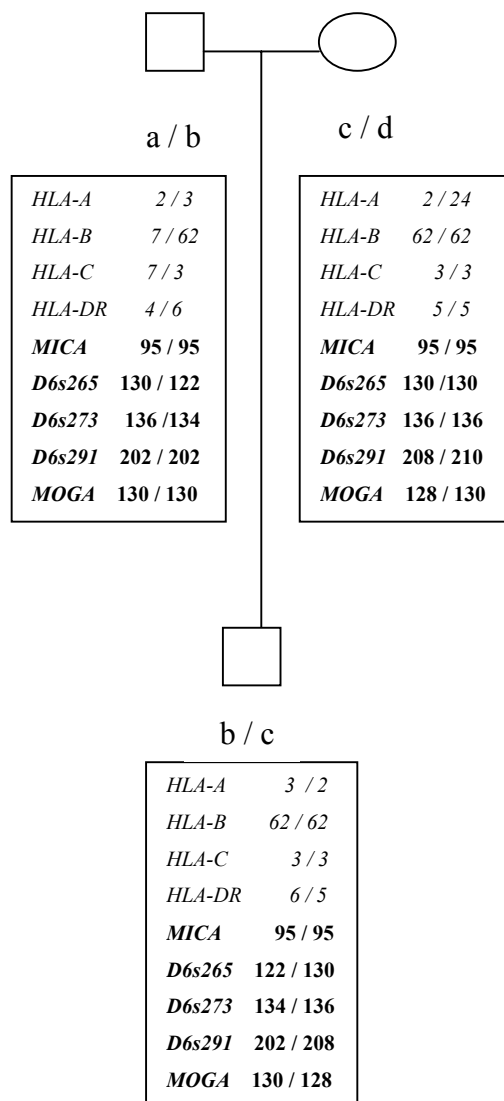 a / b
c / d
HLA-A 2 / 3
HLA-B 7 / 62
HLA-C 7 / 3
HLA-DR 4 / 6
MICA 95 / 95
D6s265 130 / 122
D6s273 136 /134
D6s291 202 / 202
MOGA 130 / 130
HLA-A 2 / 24
HLA-B 62 / 62
HLA-C 3 / 3
HLA-DR 5 / 5
MICA 95 / 95
D6s265 130 /130
D6s273 136 / 136
D6s291 208 / 210
MOGA 128 / 130
b / c
HLA-A 3 / 2
HLA-B 62 / 62
HLA-C 3 / 3
HLA-DR 6 / 5
MICA 95 / 95
D6s265 122 / 130
D6s273 134 / 136
D6s291 202 / 208
MOGA 130 / 128